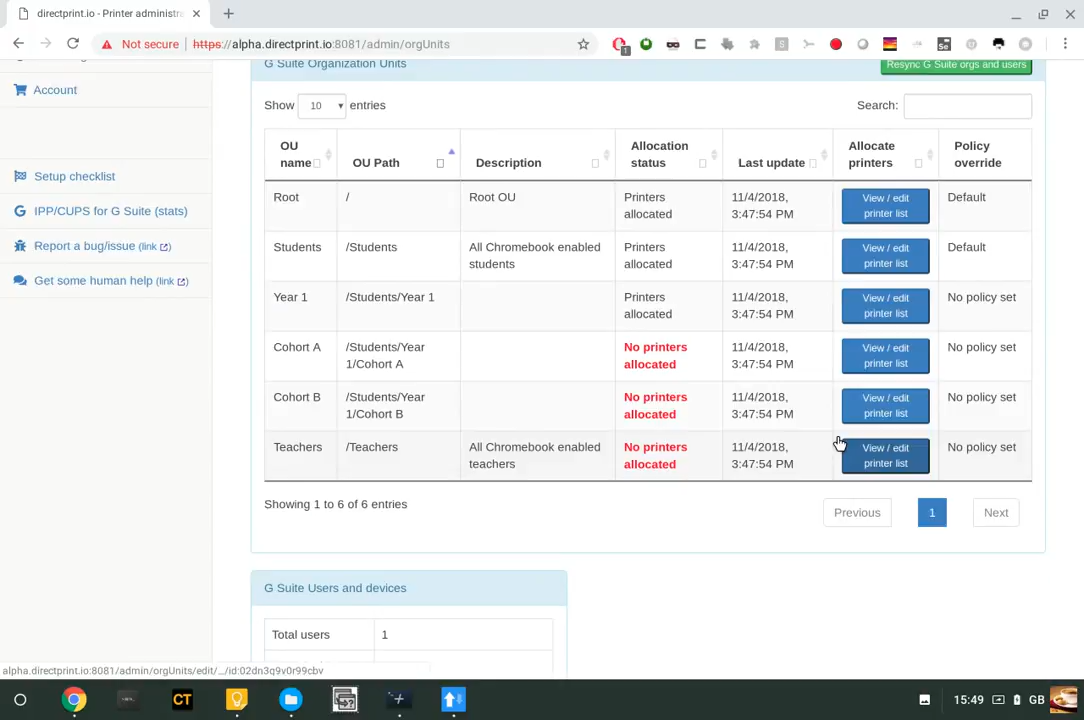 directprint.io - Printer administra
Not secure
https://alpha.directprint.io:8081/admin/orgUnits
1
S
Se
Account
Setup checklist
IPP/CUPS for G Suite (stats)
Report a bug/issue (link)
Get some human help (link)
G Suite Organization Units
Resync G Suite orgs and users
Show 10 entries
Search:
OU name
OU Path
Description
Allocation status
Last update
Allocate printers
Policy override
Root
/
Root OU
Printers
allocated
11/4/2018,
3:47:54 PM
View / edit
printer list
Default
Students
/Students
All Chromebook enabled
students
Printers
allocated
11/4/2018,
3:47:54 PM
View / edit
printer list
Default
Year 1
/Students/Year 1
Printers
allocated
11/4/2018,
3:47:54 PM
View / edit
printer list
No policy set
Cohort A
/Students/Year
1/Cohort A
No printers
allocated
11/4/2018,
3:47:54 PM
View / edit
printer list
No policy set
Cohort B
/Students/Year
1/Cohort B
No printers
allocated
11/4/2018,
3:47:54 PM
View / edit
printer list
No policy set
Teachers
/Teachers
All Chromebook enabled
teachers
No printers
allocated
11/4/2018,
3:47:54 PM
View / edit
printer list
No policy set
Showing 1 to 6 of 6 entries
Previous
1
Next
G Suite Users and devices
Total users
1
alpha.directprint.io:8081/admin/orgUnits/edit/.../id:02dn3q9v0r99cbv
CT
15:49
GB